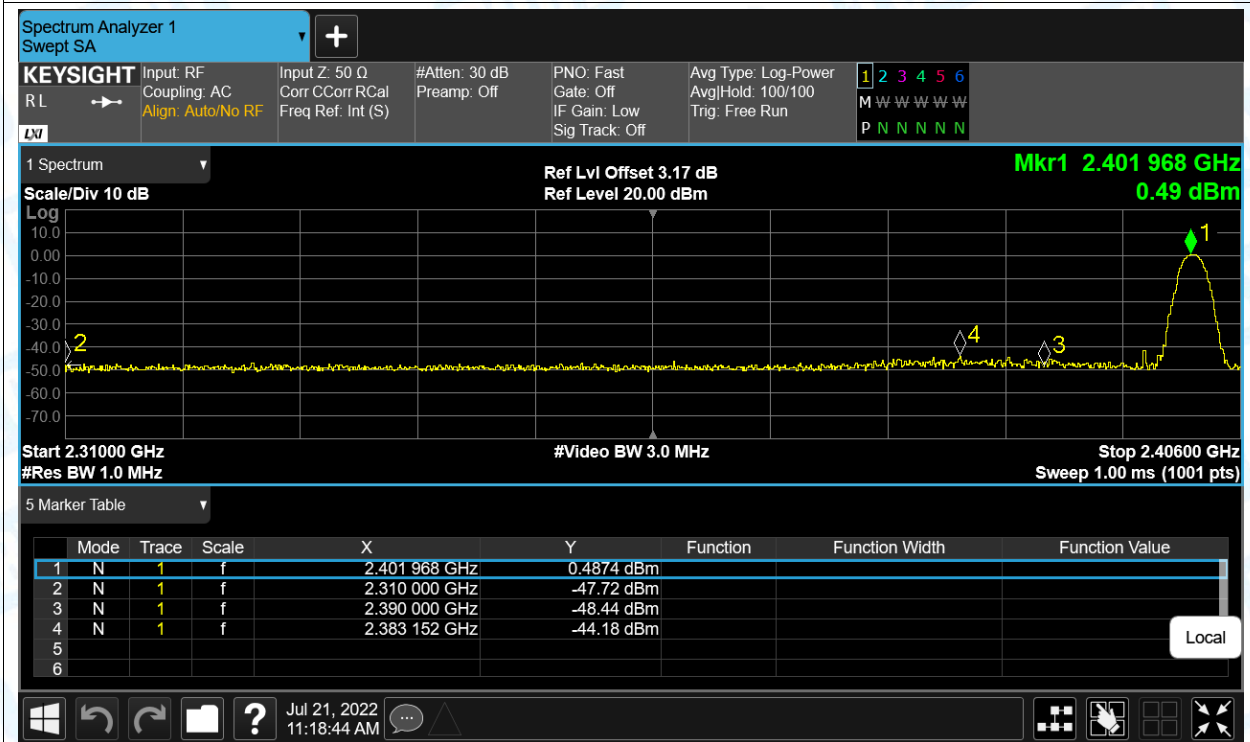 Spectrum Analyzer 1
Swept SA
KEYSIGHT Input: RF Input Z: 50 Ω #Atten: 30 dB PNO: Fast Avg Type: Log-Power 1 2 3 4 5 6
R L Coupling: AC Corr CCorr RCal Preamp: Off Gate: Off Avg|Hold: 100/100 M W W W W W
Align: Auto/No RF Freq Ref: Int (S) IF Gain: Low Trig: Free Run
LXI Sig Track: Off P N N N N N
1 Spectrum Ref Lvl Offset 3.17 dB Mkr1 2.401 968 GHz
Scale/Div 10 dB Ref Level 20.00 dBm 0.49 dBm
Log
10.0 1
0.00
-10.0
-20.0
-30.0
-40.0 2 4 3
-50.0
-60.0
-70.0
Start 2.31000 GHz #Video BW 3.0 MHz Stop 2.40600 GHz
#Res BW 1.0 MHz Sweep 1.00 ms (1001 pts)
5 Marker Table
Mode Trace Scale X Y Function Function Width Function Value
1 N 1 f 2.401 968 GHz 0.4874 dBm
2 N 1 f 2.310 000 GHz -47.72 dBm
3 N 1 f 2.390 000 GHz -48.44 dBm
4 N 1 f 2.383 152 GHz -44.18 dBm
5
6
Local
? Jul 21, 2022
11:18:44 AM